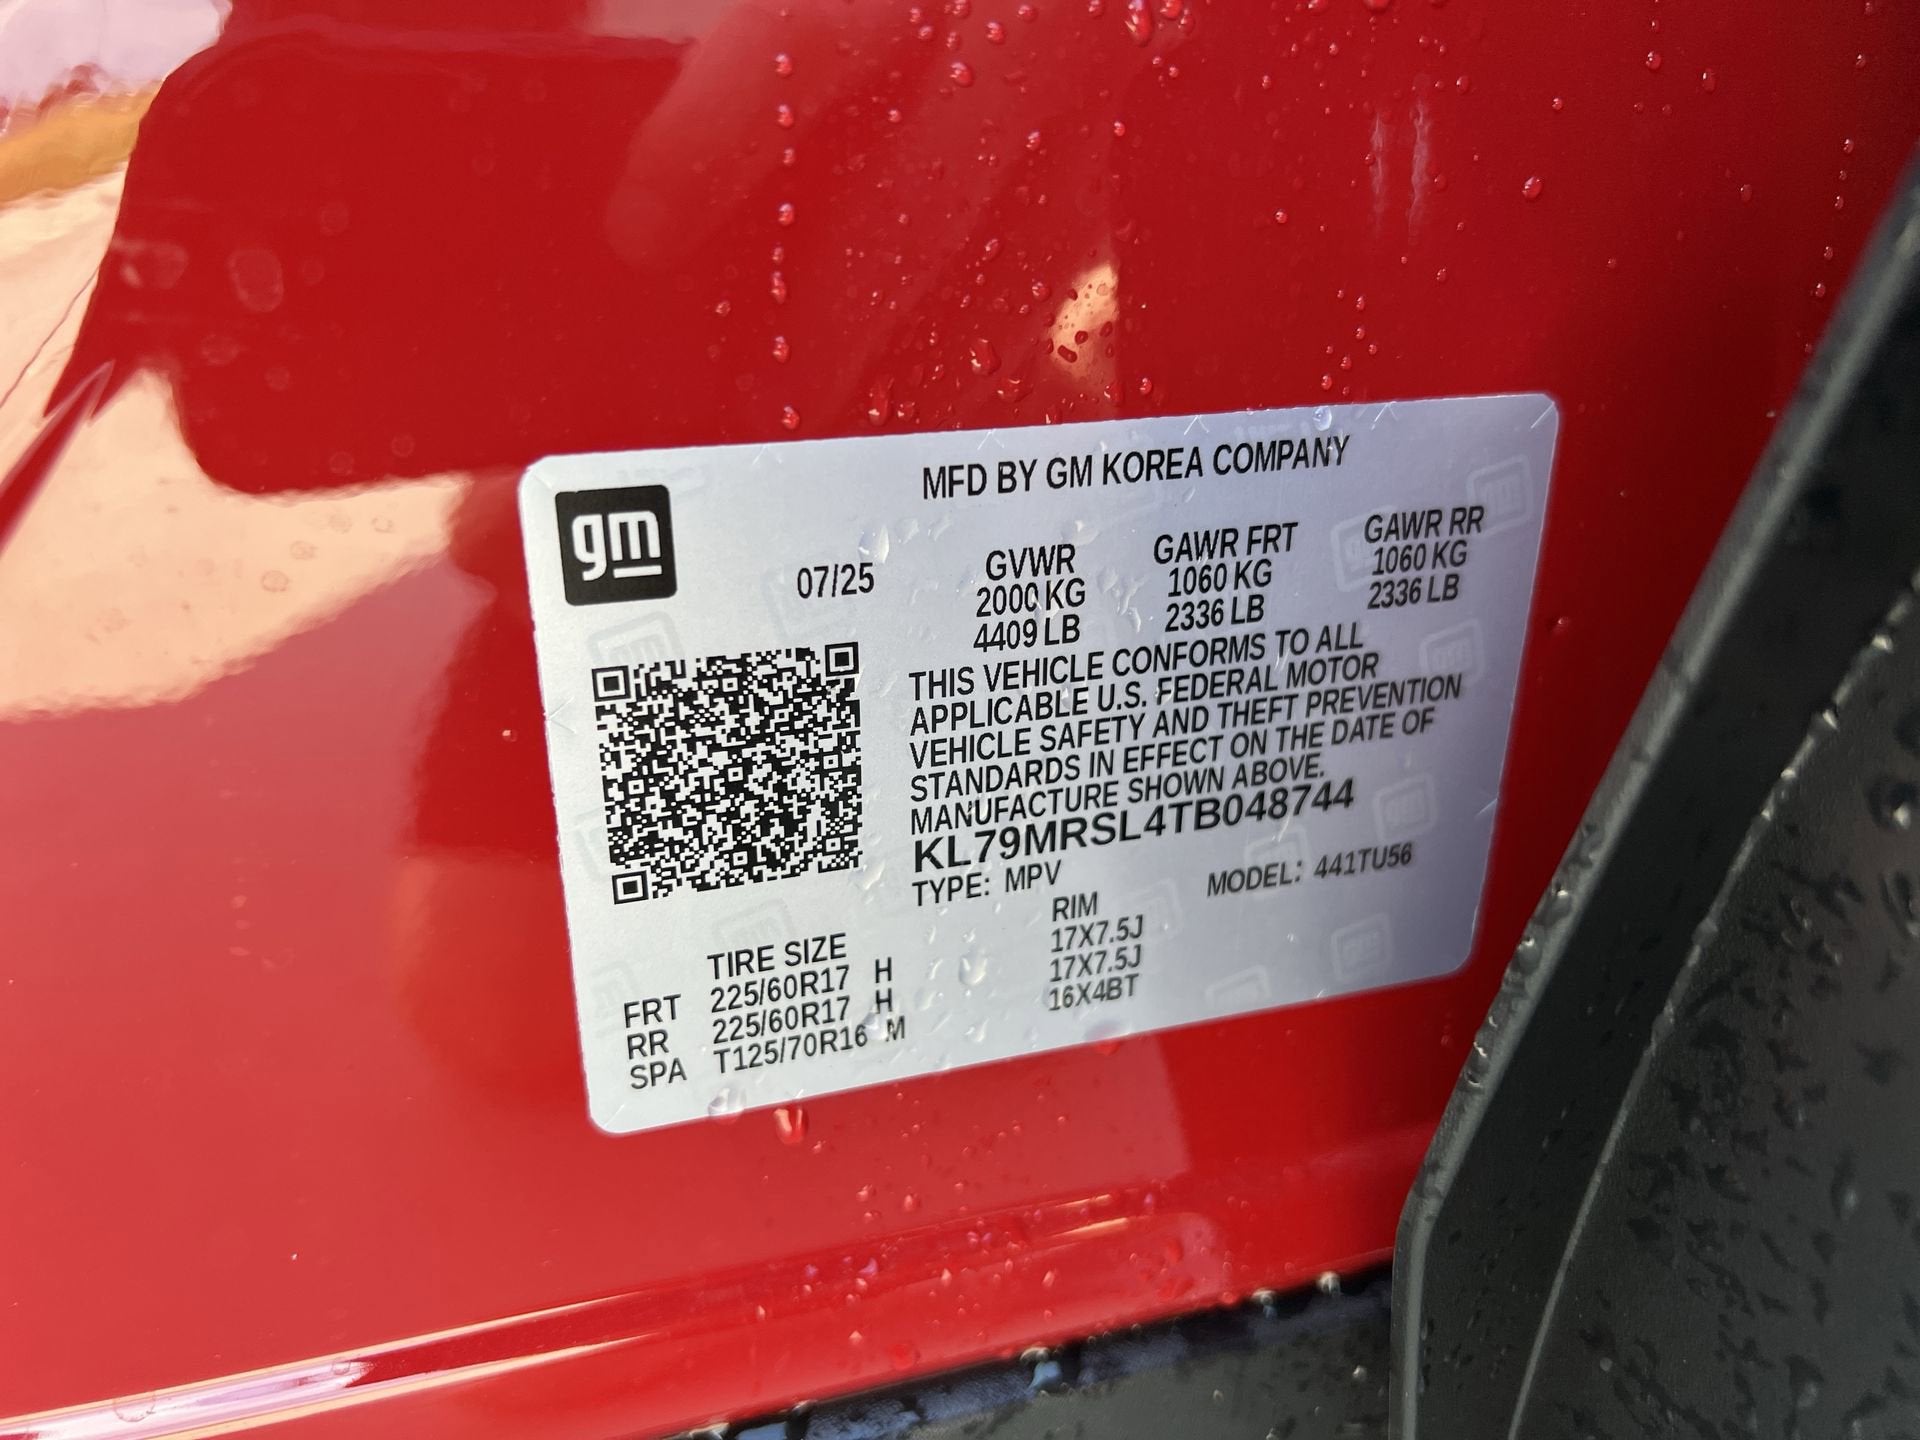 gm
MFD BY GM KOREA COMPANY
07/25
GVWR GAWR FRT GAWR RR
2000 KG 1060 KG 1060 KG
4409 LB 2336 LB 2336 LB
THIS VEHICLE CONFORMS TO ALL
APPLICABLE U.S. FEDERAL MOTOR
VEHICLE SAFETY AND THEFT PREVENTION
STANDARDS IN EFFECT ON THE DATE OF
MANUFACTURE SHOWN ABOVE.
KL79MRSL4TB048744
TYPE: MPV MODEL: 441TU56
TIRE SIZE RIM
FRT 225/60R17 H 17X7.5J
RR 225/60R17 H 17X7.5J
SPA T125/70R16 M 16X4BT